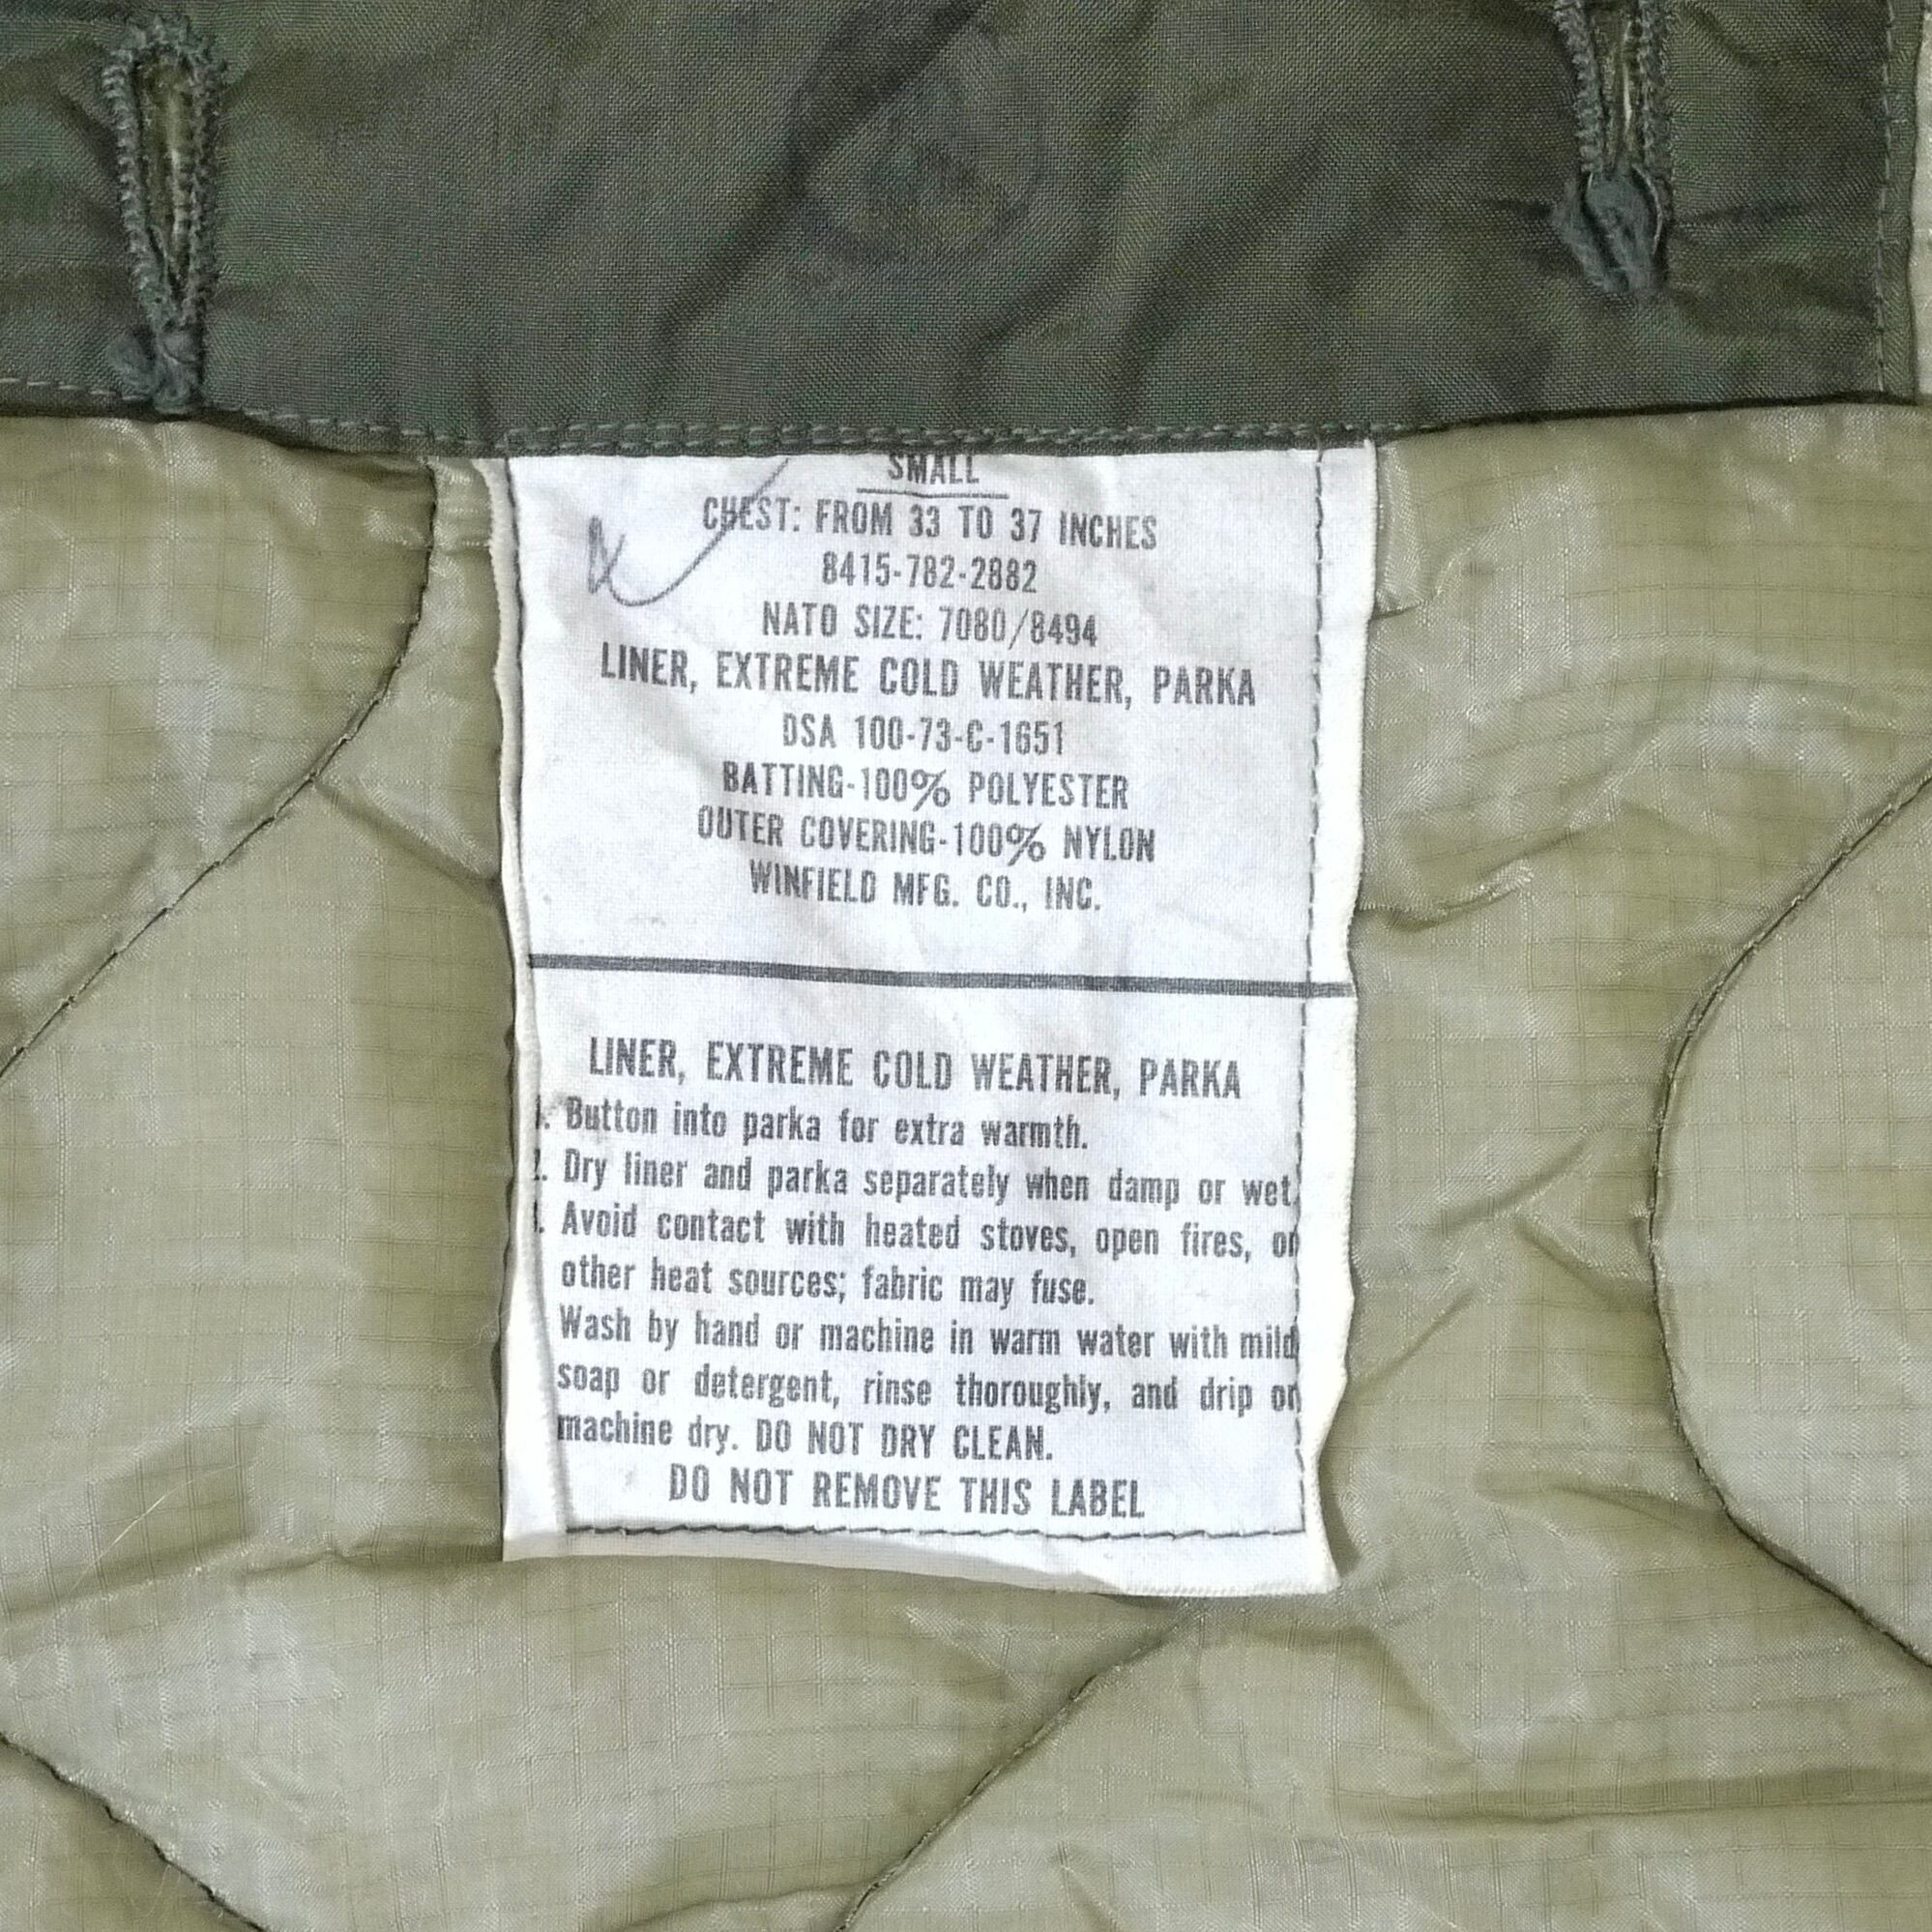 SMALL
CHEST: FROM 33 TO 37 INCHES
8415-782-2882
NATO SIZE: 7080/8494
LINER, EXTREME COLD WEATHER, PARKA
DSA 100-73-C-1651
BATTING-100% POLYESTER
OUTER COVERING-100% NYLON
WINFIELD MFG. CO., INC.
LINER, EXTREME COLD WEATHER, PARKA
1. Button into parka for extra warmth.
2. Dry liner and parka separately when damp or wet.
Avoid contact with heated stoves, open fires, or
other heat sources; fabric may fuse.
Wash by hand or machine in warm water with mild
soap or detergent, rinse thoroughly, and drip or
machine dry. DO NOT DRY CLEAN.
DO NOT REMOVE THIS LABEL